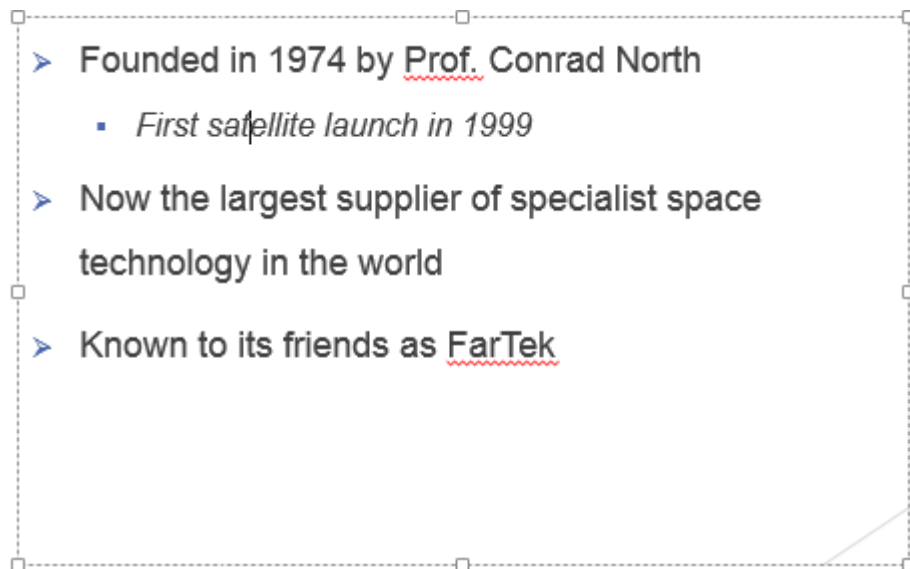 Founded in 1974 by Prof. Conrad North
First satellite launch in 1999
Now the largest supplier of specialist space
technology in the world
Known to its friends as FarTek